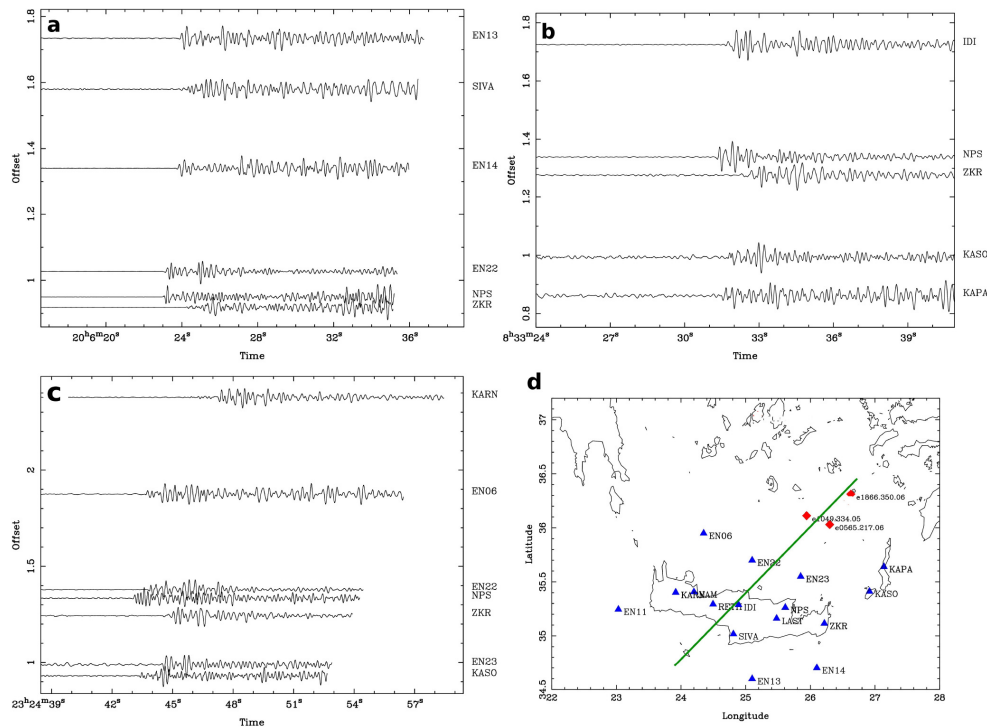 a
1.8
1.6
1.4
1.2
1
Offset
EN13
SIVA
EN14
EN22
NPS
ZKR
20h6m20s 24s 28s 32s 36s
Time
b
1.8
1.6
1.4
1.2
1
0.8
Offset
IDI
NPS
ZKR
KASO
KAPA
8h33m24s 27s 30s 33s 36s 39s
Time
c
2
1.5
1
Offset
KARN
EN06
EN22
NPS
ZKR
EN23
KASO
23h24m39s 42s 45s 48s 51s 54s 57s
Time
d
37
36.5
36
35.5
35
34.5
Latitude
e1866.350.06
e1049.334.05
e0565.217.06
EN06
EN22
EN23
KAPA
KASO
EN11
RETH
IDI
NPS
LAST
ZKR
SIVA
EN14
EN13
22 23 24 25 26 27 28
Longitude